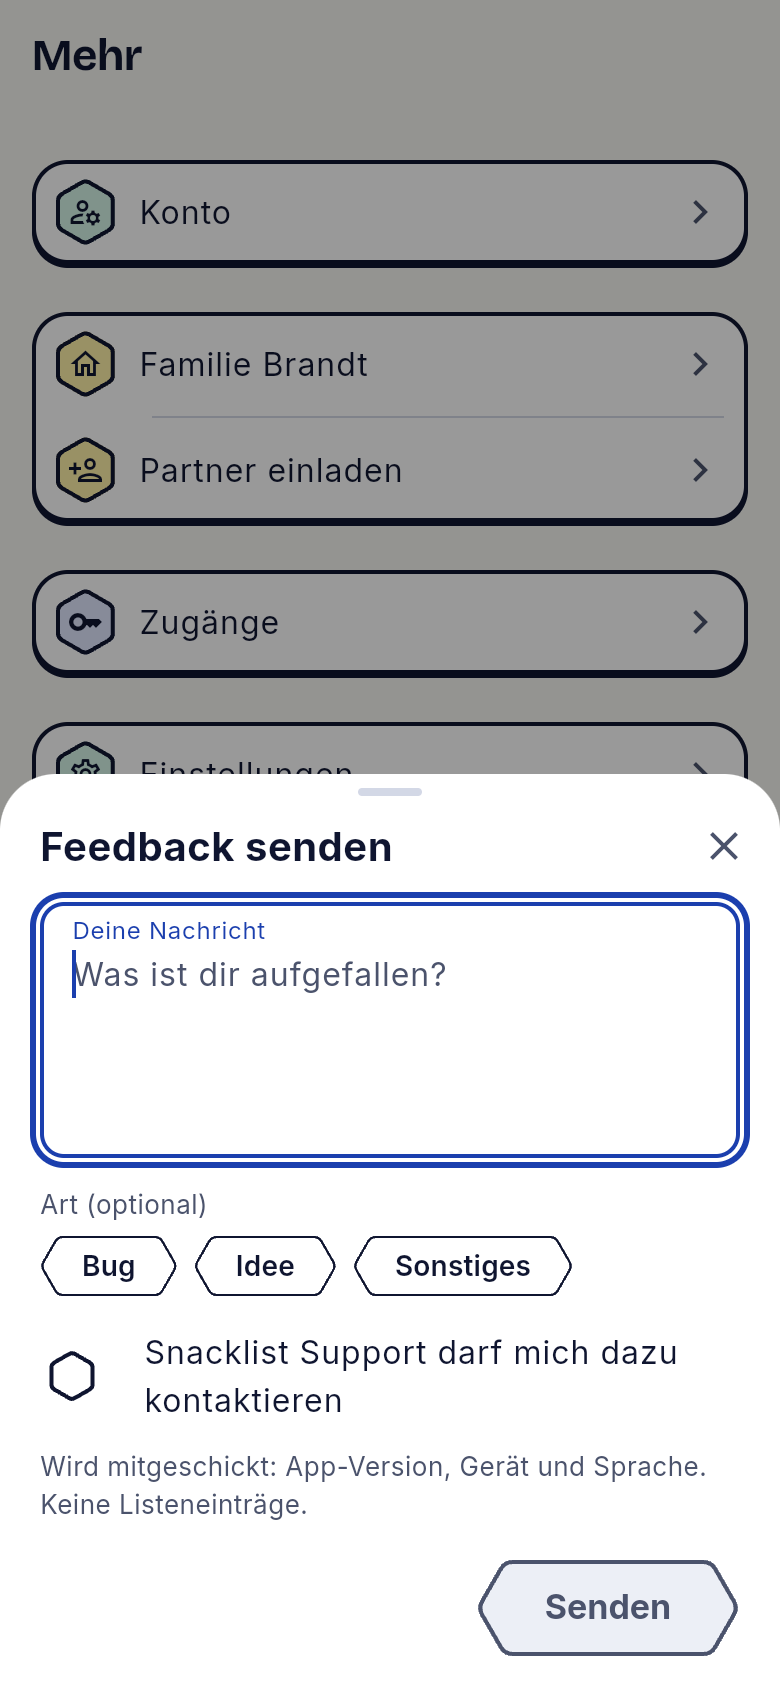 Mehr
Konto
Familie Brandt
Partner einladen
Zugänge
Einstellungen
Feedback senden
Deine Nachricht
Was ist dir aufgefallen?
Art (optional)
Bug
Idee
Sonstiges
Snacklist Support darf mich dazu
kontaktieren
Wird mitgeschickt: App-Version, Gerät und Sprache.
Keine Listeneinträge.
Senden